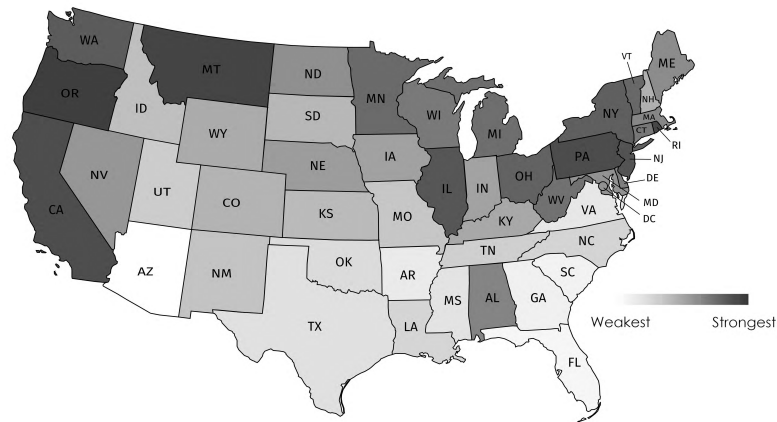 WA
MT
ND
MN
VT
ME
OR
ID
SD
WI
NY
NH
MA
CT
RI
WY
MI
PA
NJ
IA
NE
NV
UT
CO
IL
IN
OH
DE
WV
MD
CA
KS
MO
KY
VA
DC
TN
NC
AZ
NM
OK
AR
SC
MS
AL
GA
TX
LA
FL
Weakest Strongest